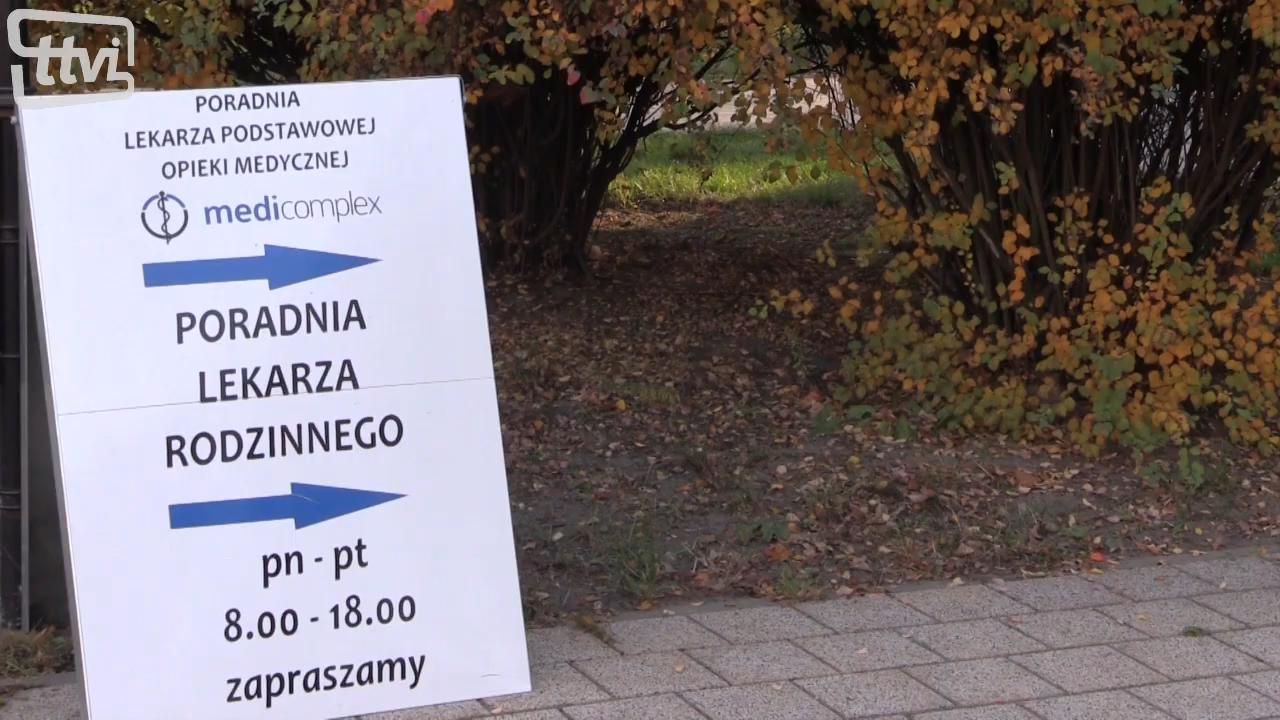 ttvi
PORADNIA
LEKARZA PODSTAWOWEJ
OPIEKI MEDYCZNEJ
medicomplex
PORADNIA
LEKARZA
RODZINNEGO
pn - pt
8.00 - 18.00
zapraszamy